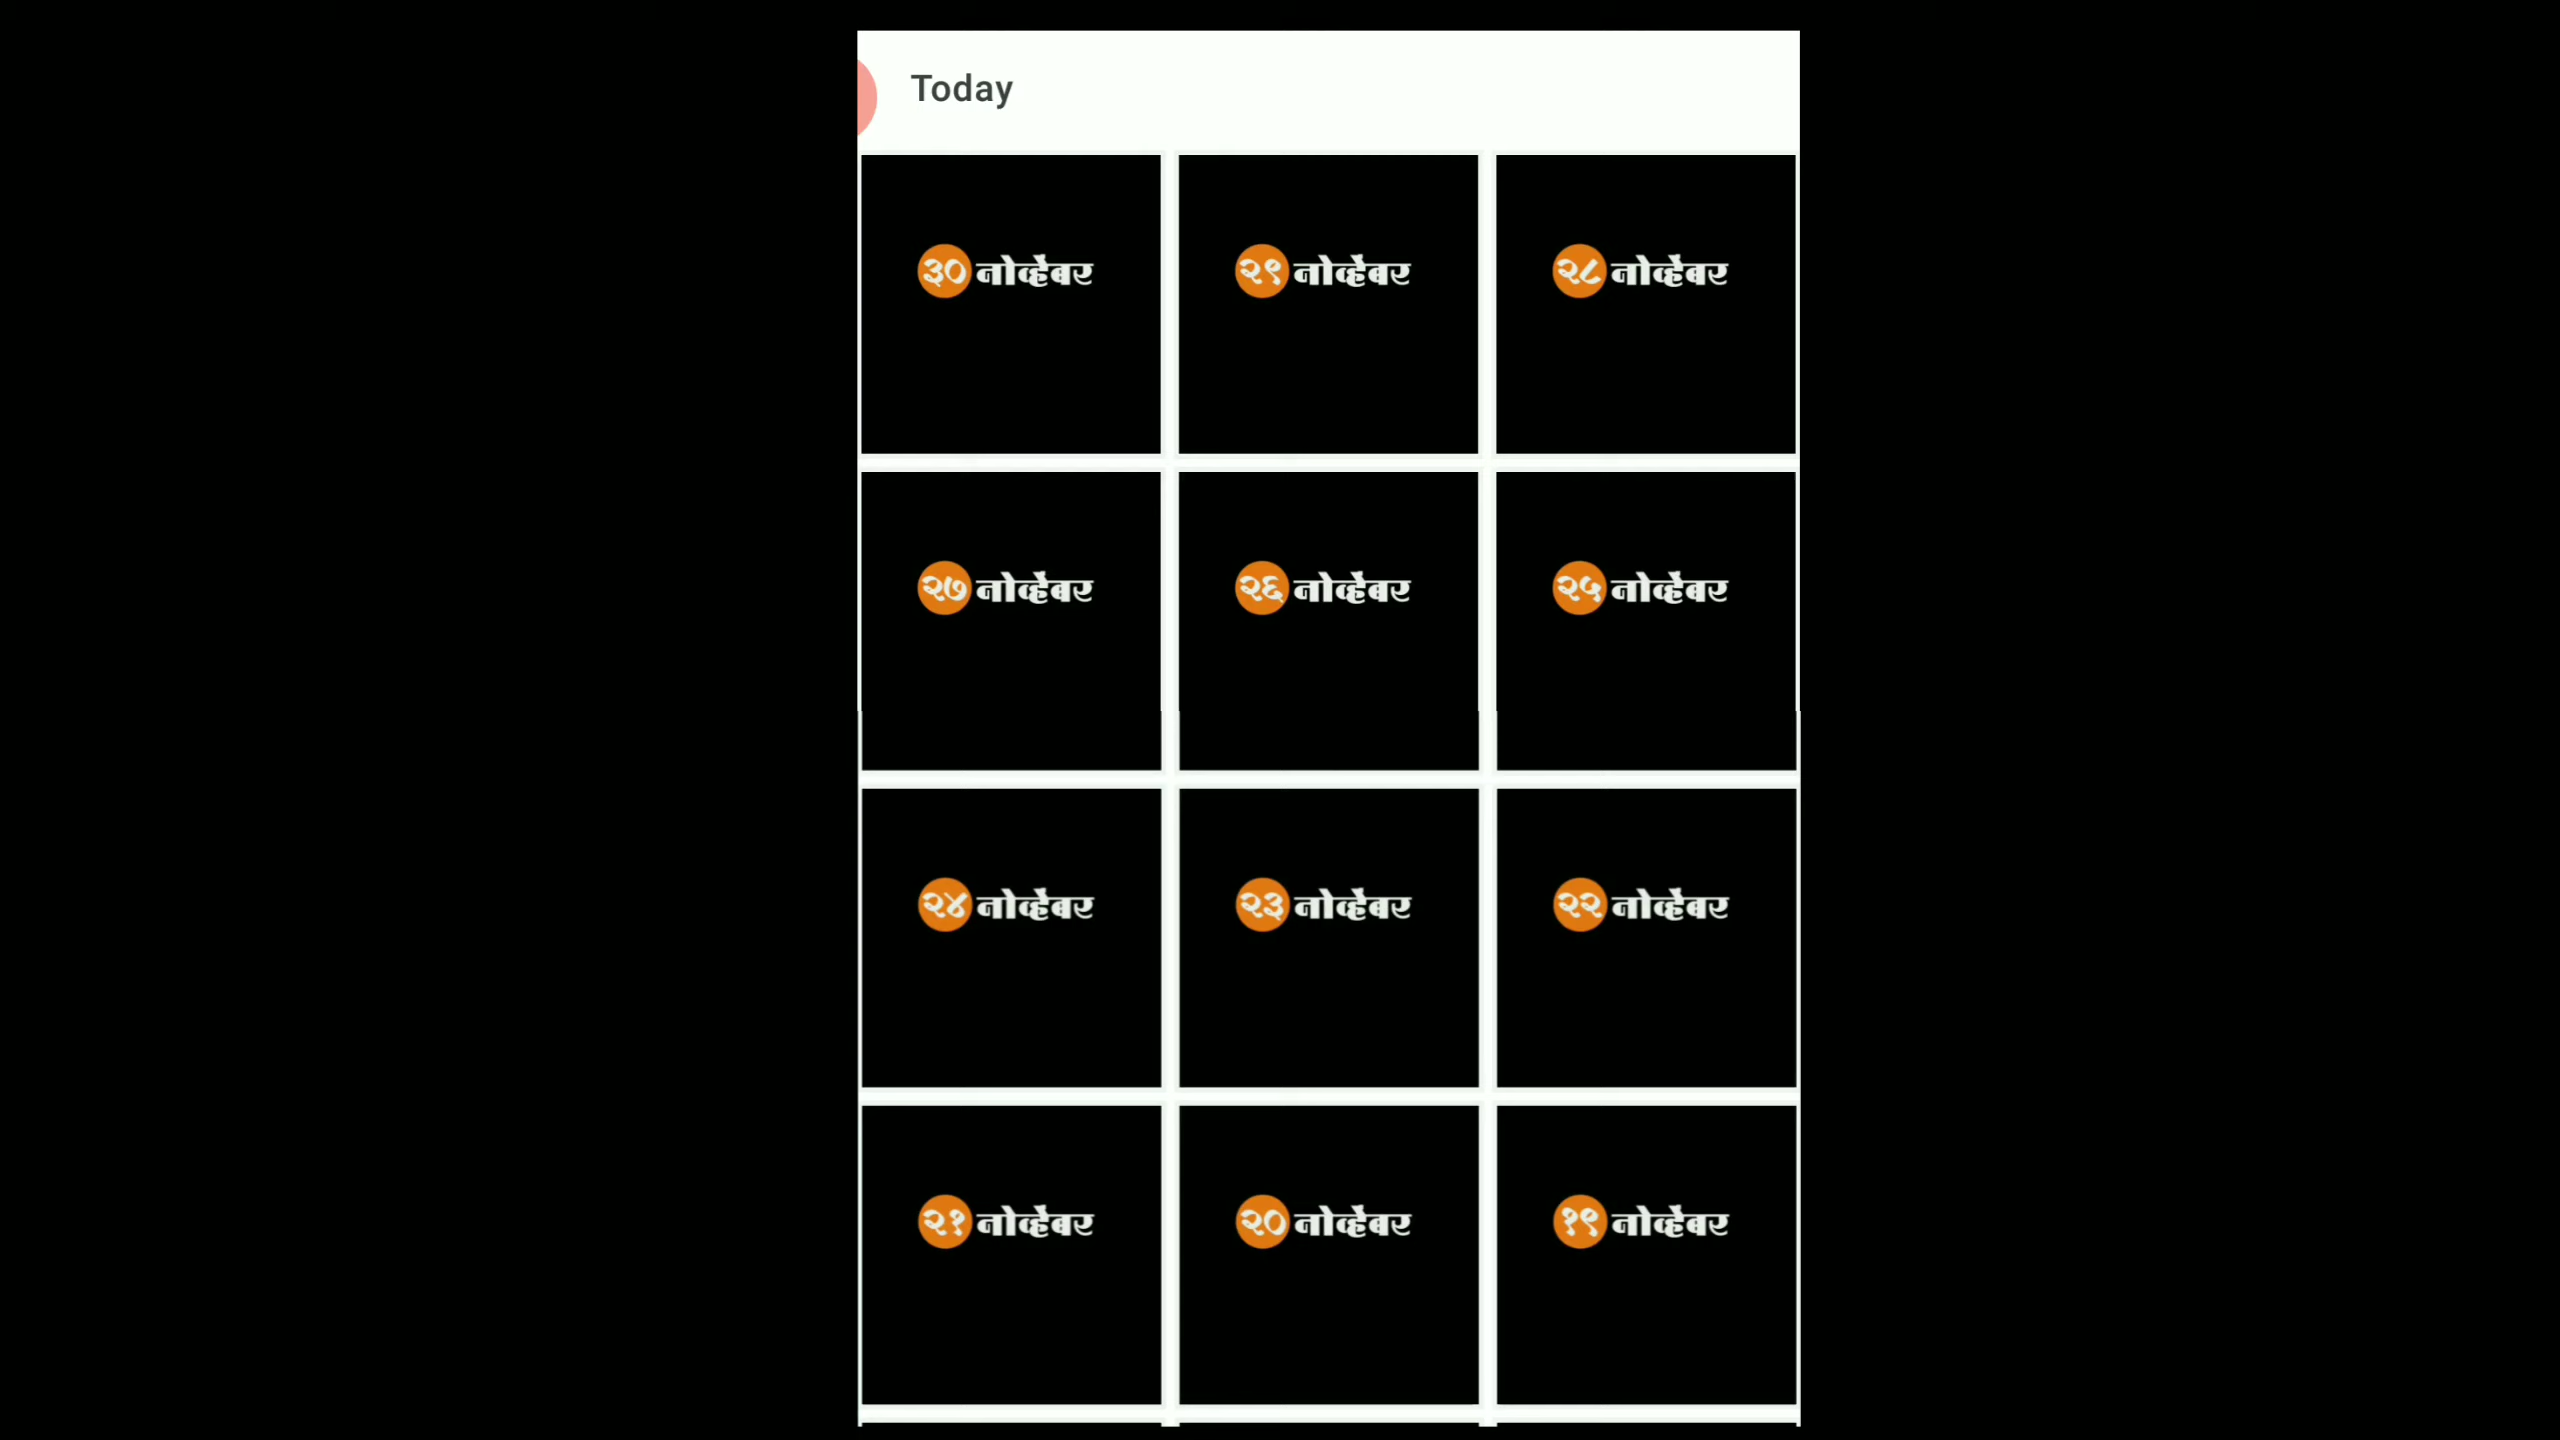 Today
३० नोव्हेंबर २९ नोव्हेंबर २८ नोव्हेंबर
२७ नोव्हेंबर २६ नोव्हेंबर २५ नोव्हेंबर
२४ नोव्हेंबर २३ नोव्हेंबर २२ नोव्हेंबर
२१ नोव्हेंबर २० नोव्हेंबर १९ नोव्हेंबर